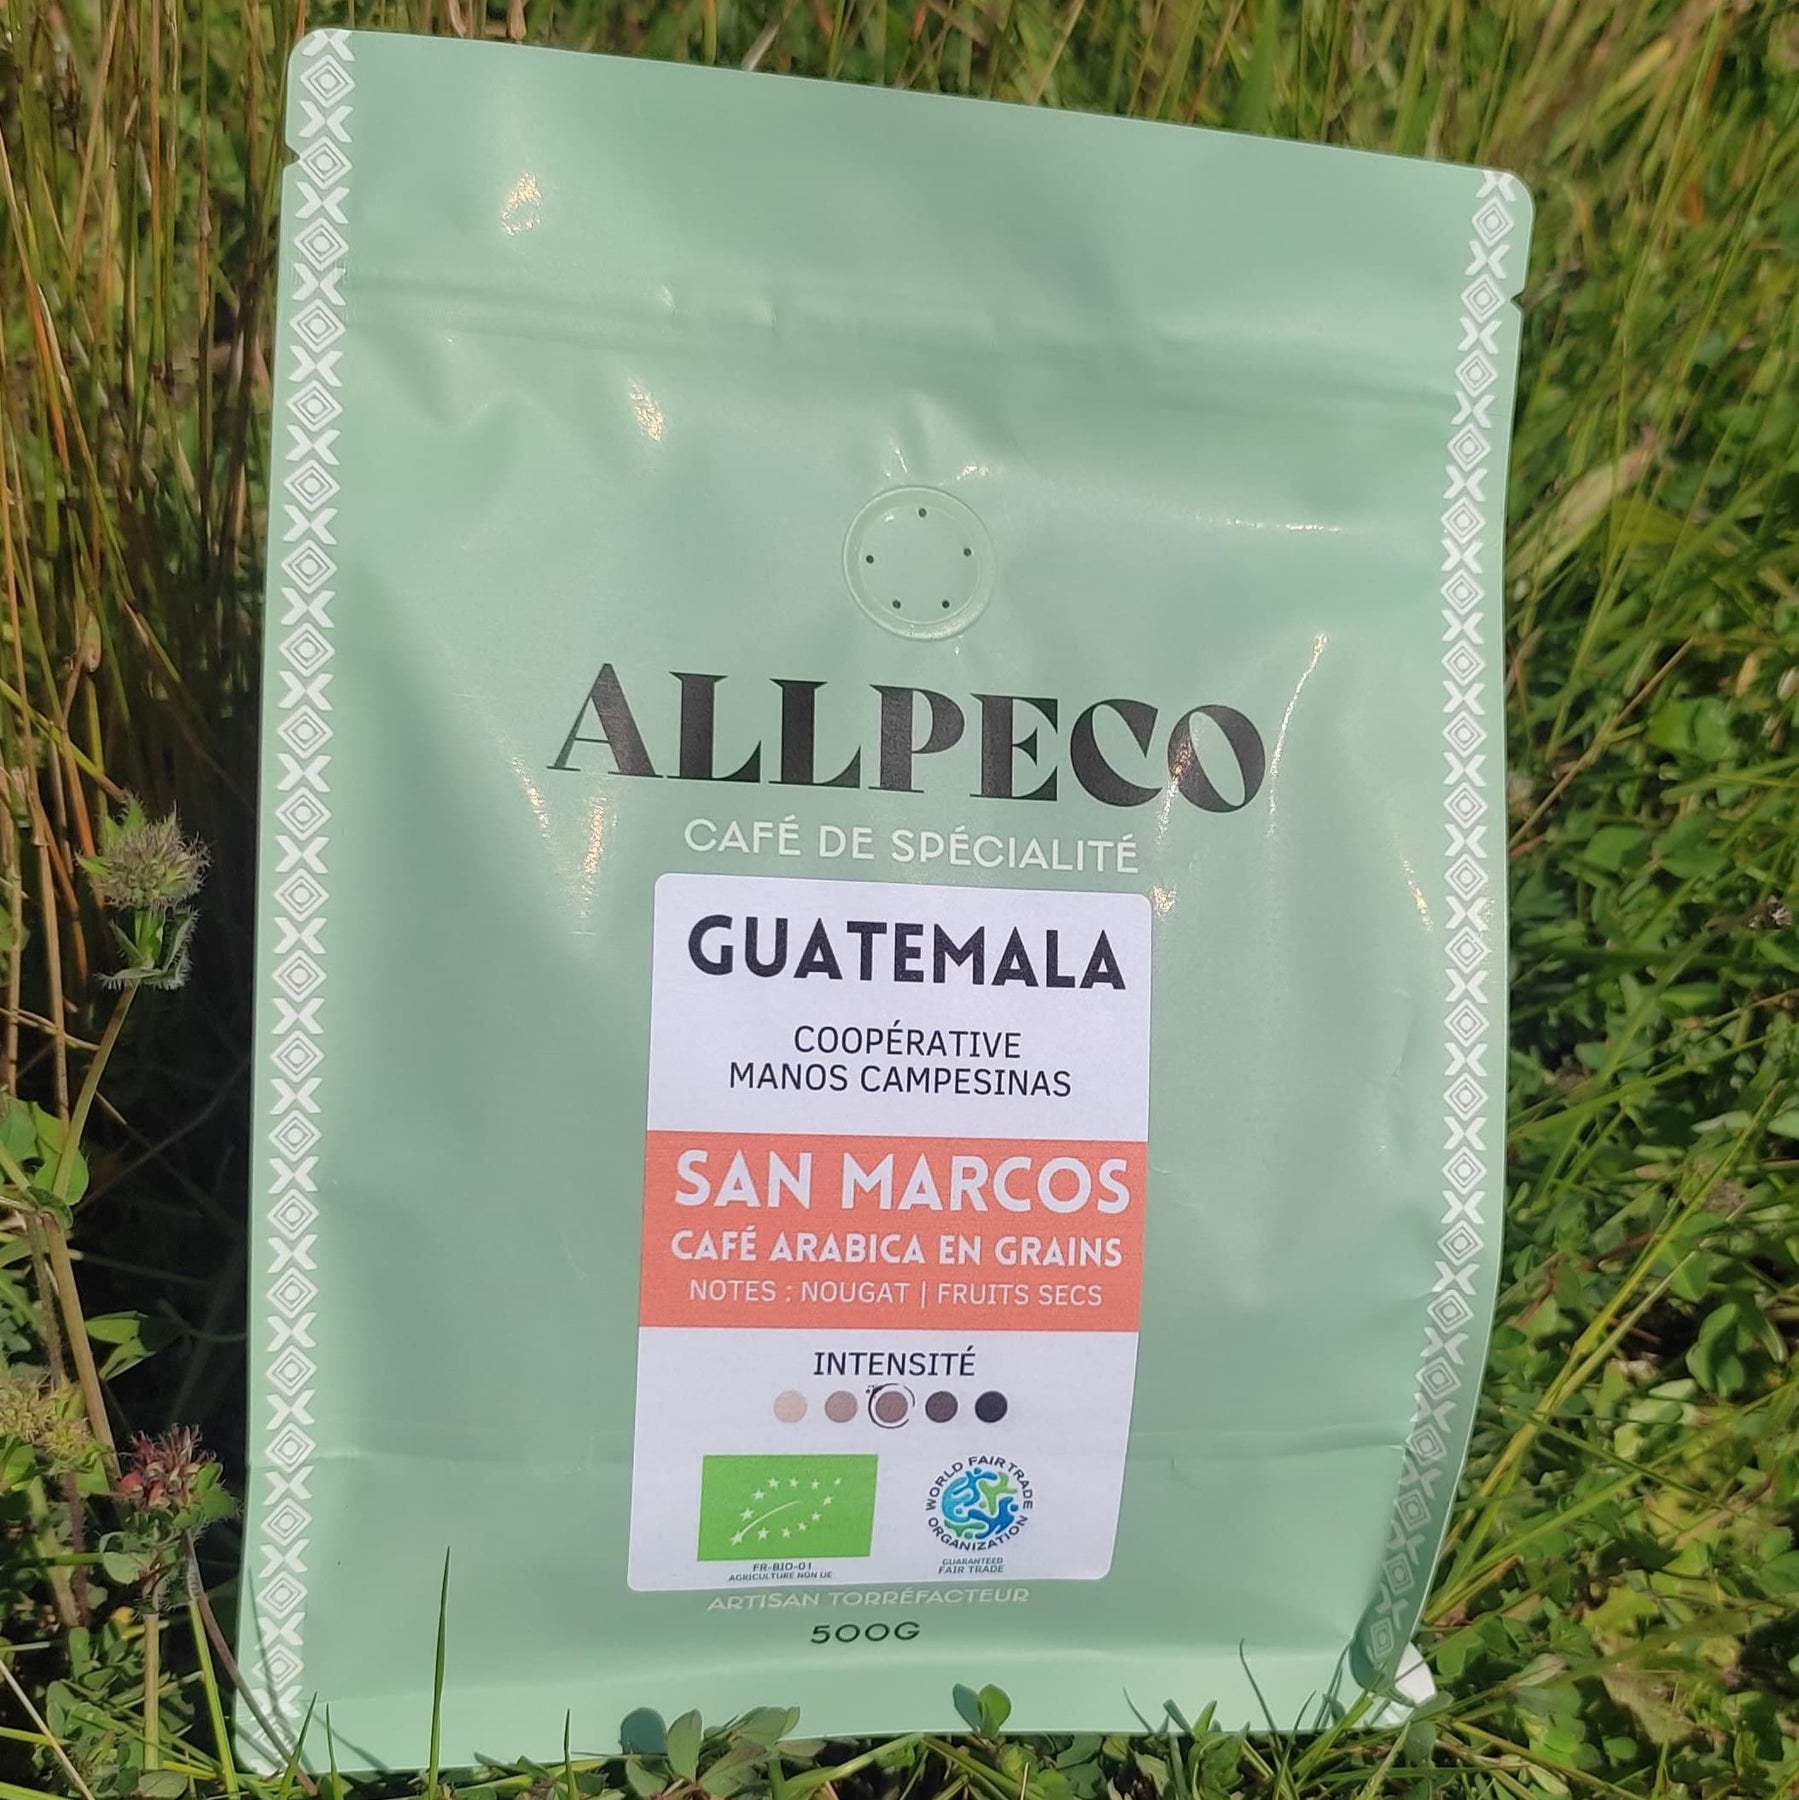 ALLPECO
CAFÉ DE SPÉCIALITÉ
GUATEMALA
COOPÉRATIVE
MANOS CAMPESINAS
SAN MARCOS
CAFÉ ARABICA EN GRAINS
NOTES : NOUGAT | FRUITS SECS
INTENSITÉ
WORLD FAIR TRADE ORGANIZATION
FR-BIO-01
AGRICULTURE NON UE
GUARANTEED
FAIR TRADE
ARTISAN TORRÉFACTEUR
500G